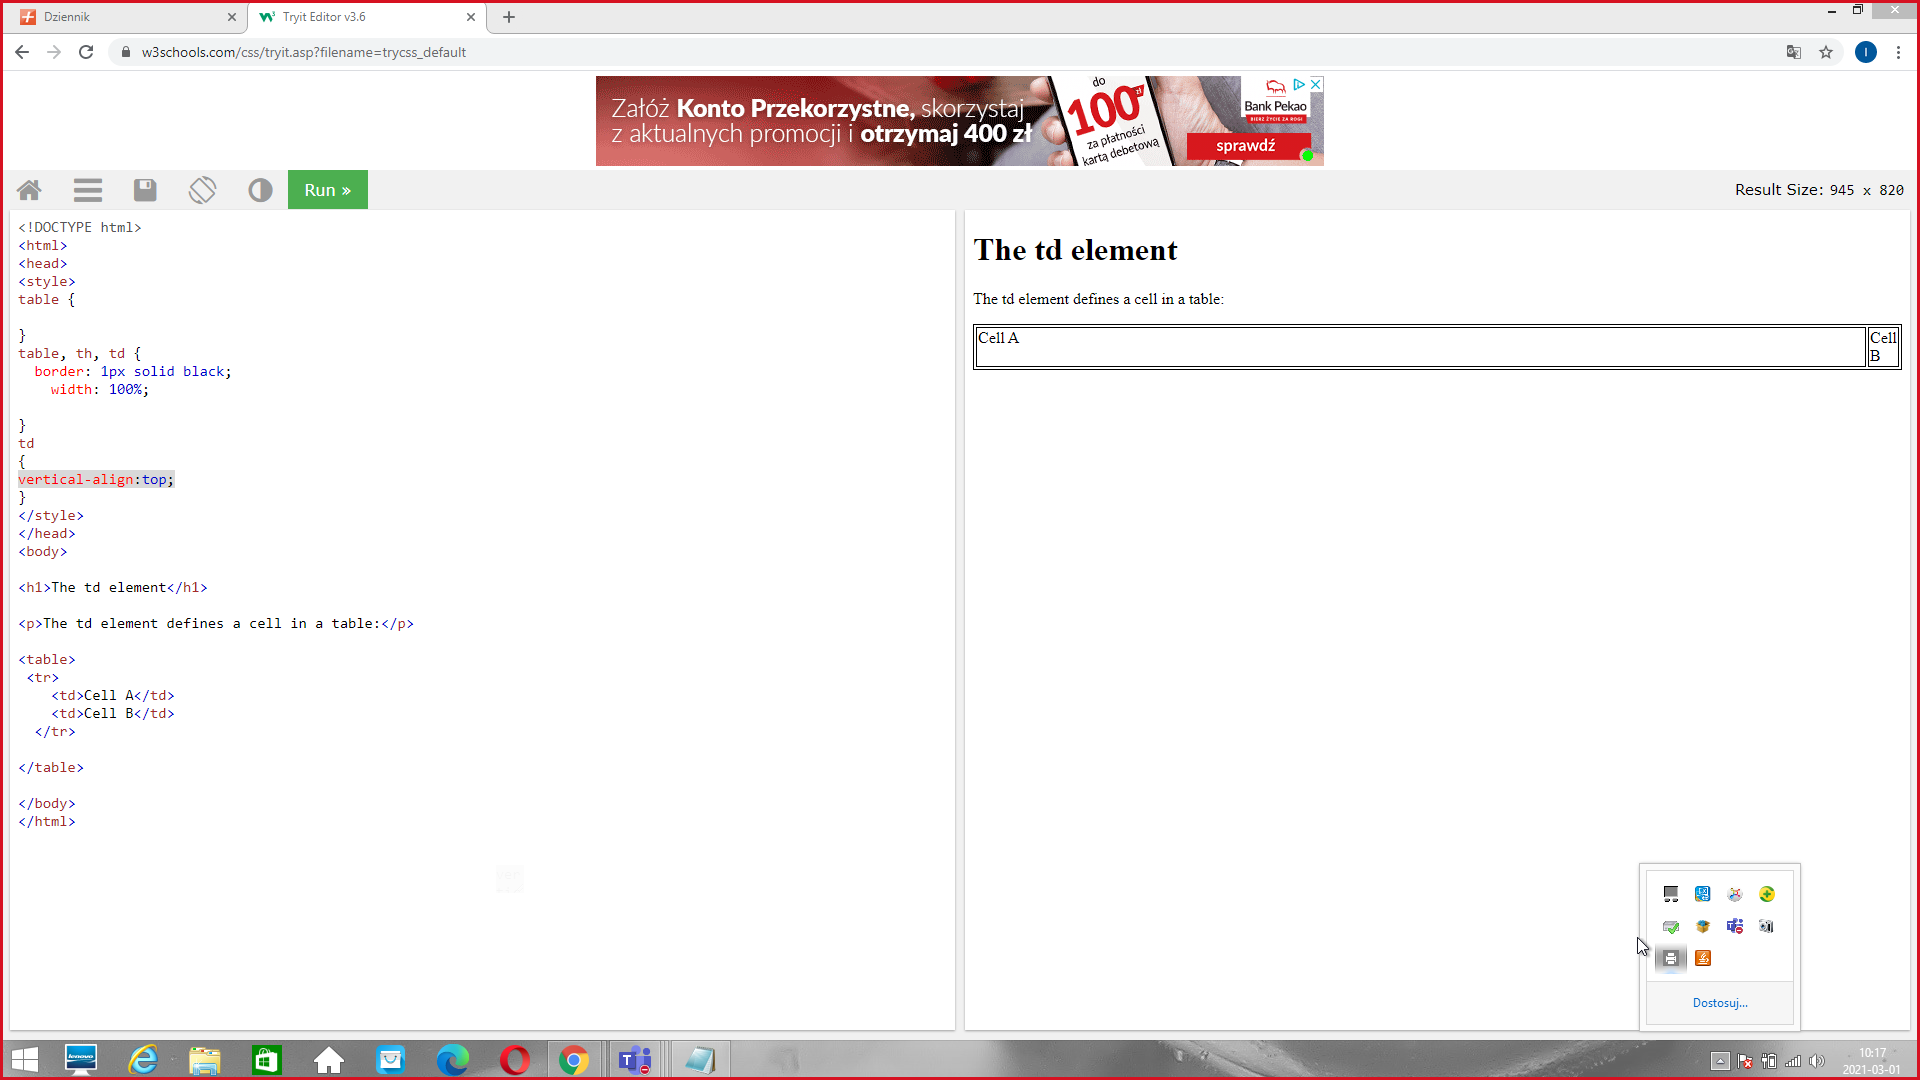 Dziennik
Tryit Editor v3.6
w3schools.com/css/tryit.asp?filename=trycss_default
Załóż Konto Przekorzystne, skorzystaj
z aktualnych promocji i otrzymaj 400 zł
do
100 zł
za płatności
kartą debetową
Bank Pekao
BIERZ ŻYCIE ZA ROGI
sprawdź
Run »
Result Size: 945 x 820
<!DOCTYPE html>
<html>
<head>
<style>
table {
}
table, th, td {
border: 1px solid black;
width: 100%;
}
td
{
vertical-align:top;
}
</style>
</head>
<body>
<h1>The td element</h1>
<p>The td element defines a cell in a table:</p>
<table>
<tr>
<td>Cell A</td>
<td>Cell B</td>
</tr>
</table>
</body>
</html>
The td element
The td element defines a cell in a table:
Cell A
Cell
B
Dostosuj...
lenovo
10:17
2021-03-01